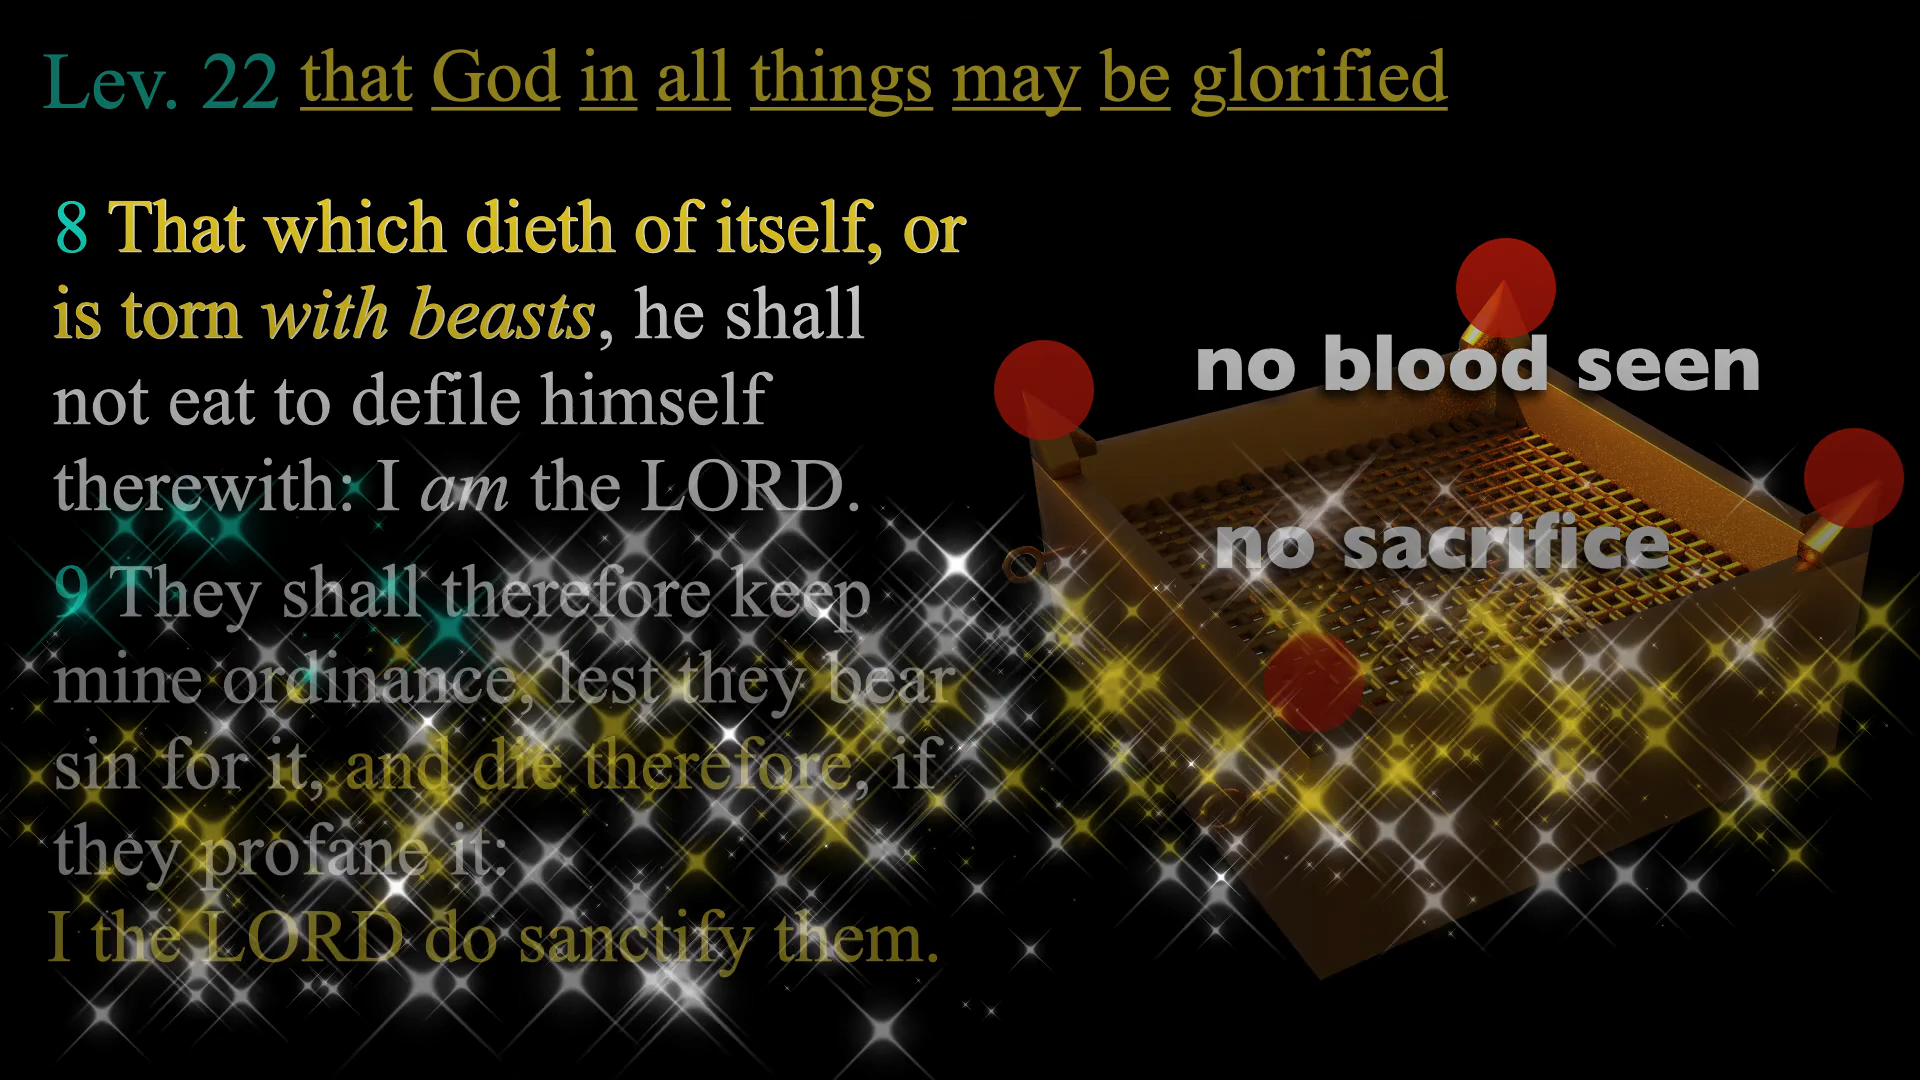 Lev. 22 that God in all things may be glorified
8 That which dieth of itself, or
is torn with beasts, he shall
not eat to defile himself
therewith: I am the LORD.
9 They shall therefore keep
mine ordinance, lest they bear
sin for it, and die therefore, if
they profane it:
I the LORD do sanctify them.
no blood seen
no sacrifice